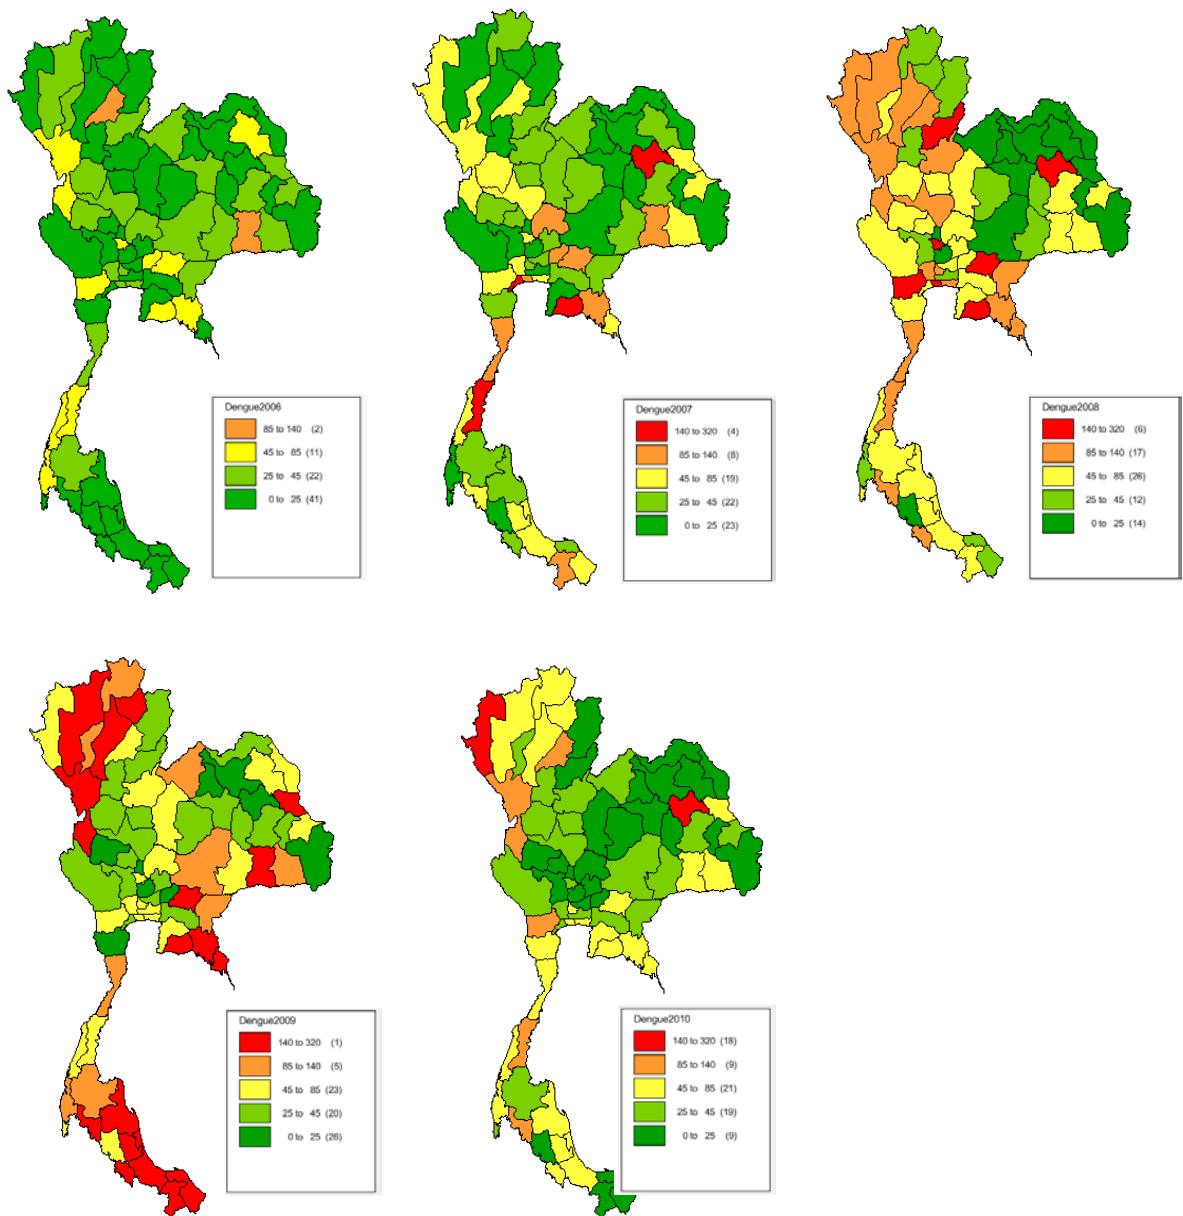 Dengue2006
85 to 140 (2)
45 to 85 (11)
25 to 45 (22)
0 to 25 (41)
Dengue2007
140 to 320 (4)
85 to 140 (8)
45 to 85 (19)
25 to 45 (22)
0 to 25 (23)
Dengue2008
140 to 320 (6)
85 to 140 (17)
45 to 85 (26)
25 to 45 (12)
0 to 25 (14)
Dengue2009
140 to 320 (1)
85 to 140 (5)
45 to 85 (23)
25 to 45 (20)
0 to 25 (26)
Dengue2010
140 to 320 (18)
85 to 140 (9)
45 to 85 (21)
25 to 45 (19)
0 to 25 (9)